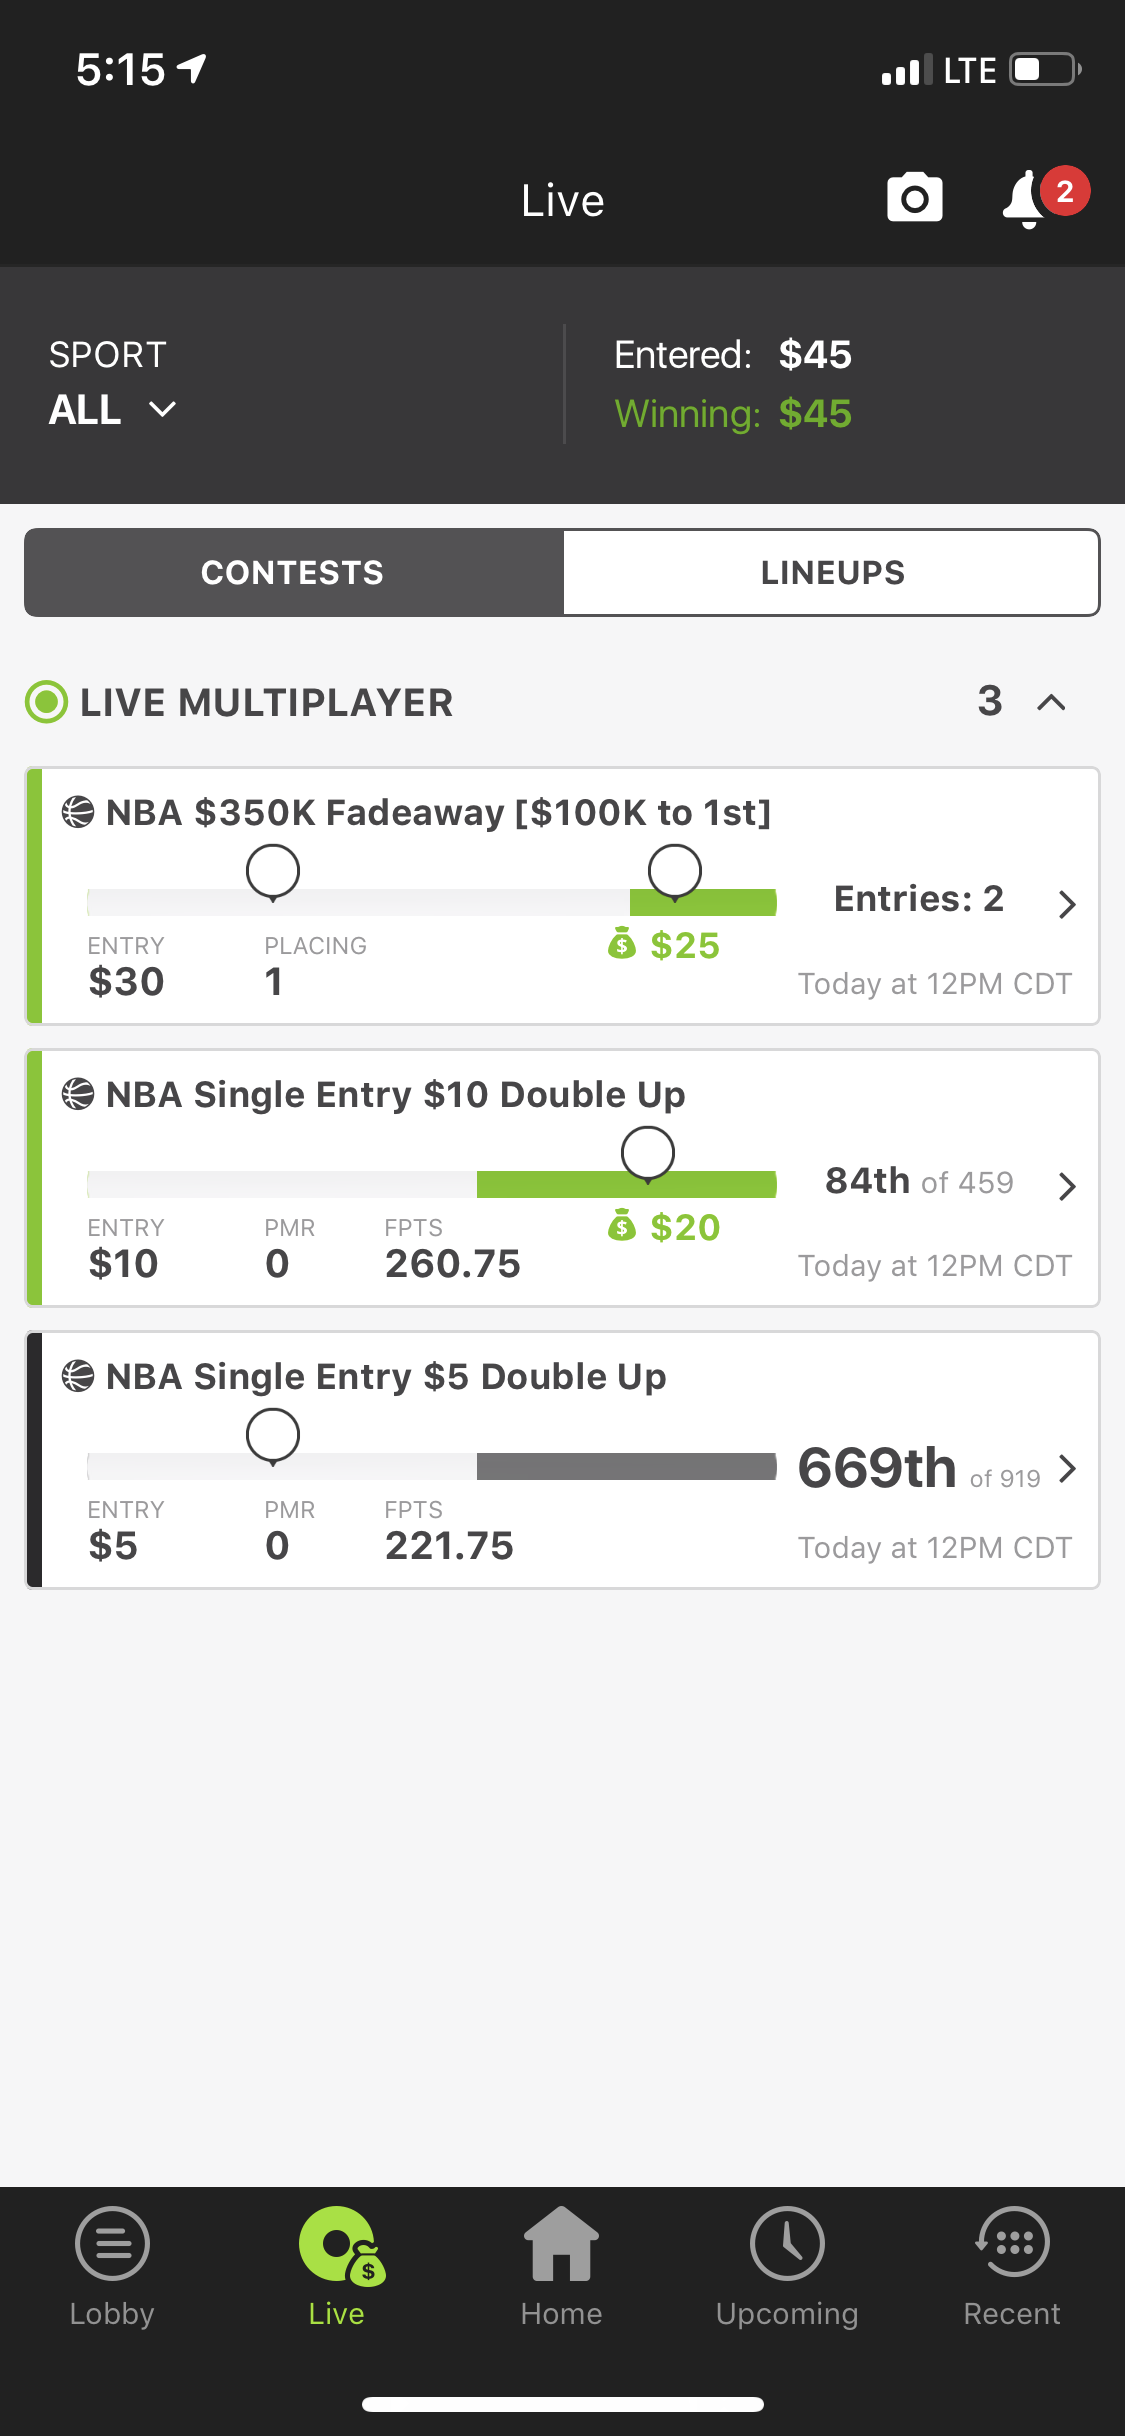 5:15 LTE
Live 2
SPORT
ALL
Entered: $45
Winning: $45
CONTESTS LINEUPS
LIVE MULTIPLAYER 3
NBA $350K Fadeaway [$100K to 1st]
Entries: 2
ENTRY PLACING $25
$30 1 Today at 12PM CDT
NBA Single Entry $10 Double Up
84th of 459
ENTRY PMR FPTS $20
$10 0 260.75 Today at 12PM CDT
NBA Single Entry $5 Double Up
669th of 919
ENTRY PMR FPTS
$5 0 221.75 Today at 12PM CDT
$
Lobby Live Home Upcoming Recent